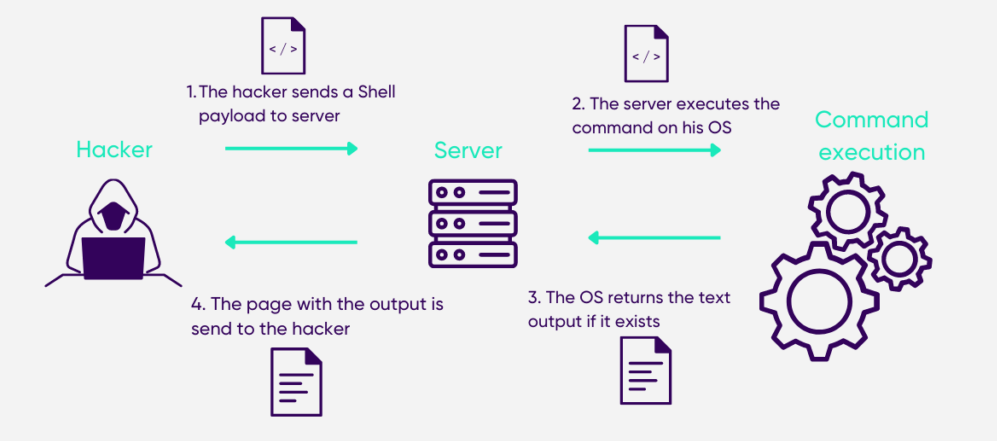 </>
</>
1. The hacker sends a Shell
payload to server
2. The server executes the
command on his OS
Command
execution
Hacker
Server
4. The page with the output is
send to the hacker
3. The OS returns the text
output if it exists